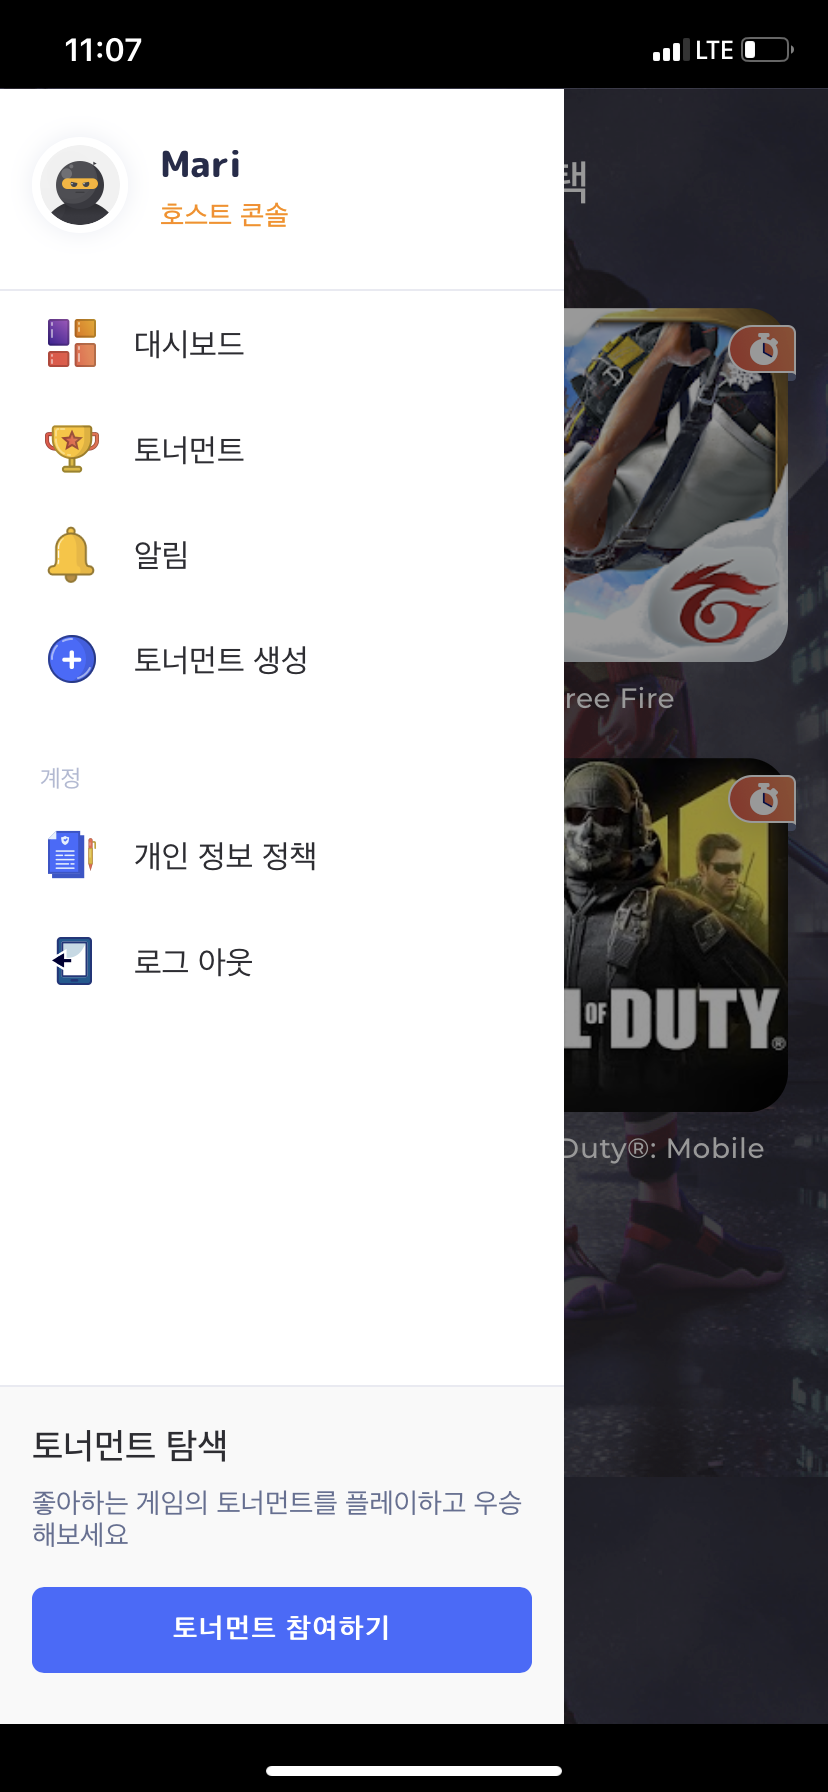 11:07
LTE
Mari
호스트 콘솔
택
대시보드
토너먼트
알림
토너먼트 생성
ree Fire
계정
개인 정보 정책
로그 아웃
L OF DUTY®
Duty®: Mobile
토너먼트 탐색
좋아하는 게임의 토너먼트를 플레이하고 우승
해보세요
토너먼트 참여하기